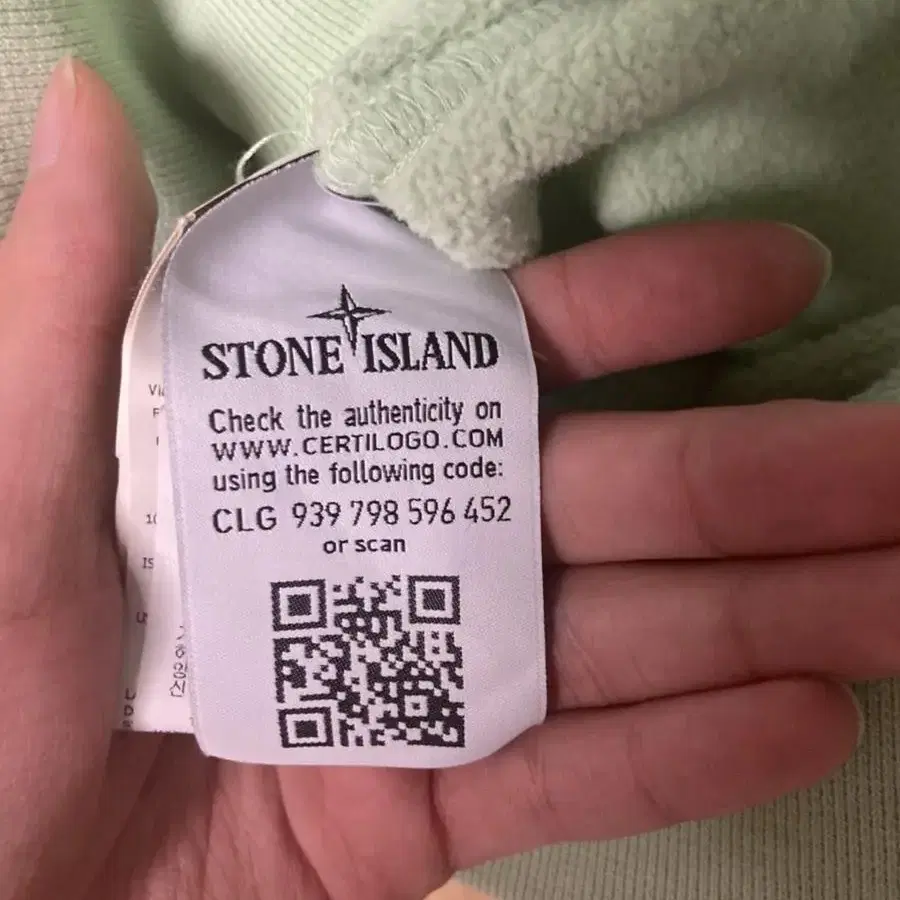 STONE ISLAND
Check the authenticity on
WWW.CERTILOGO.COM
using the following code:
CLG 939 798 596 452
or scan